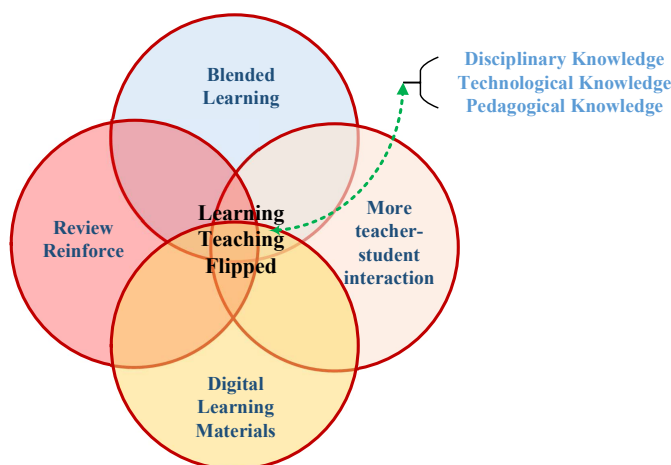 Blended
Learning
Disciplinary Knowledge
Technological Knowledge
Pedagogical Knowledge
Review
Reinforce
Learning
Teaching
Flipped
More
teacher-
student
interaction
Digital
Learning
Materials